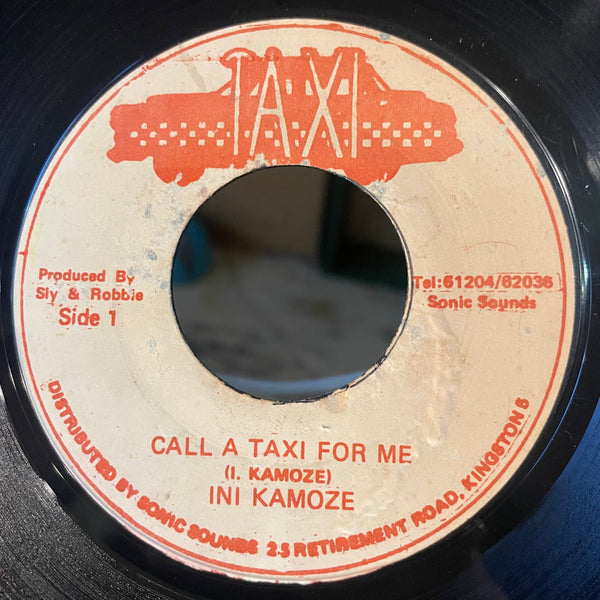 TAXI
Produced By
Sly & Robbie
Side 1
Tel:61204/62036
Sonic Sounds
CALL A TAXI FOR ME
(I. KAMOZE)
INI KAMOZE
DISTRIBUTED BY SONIC SOUNDS 25 RETIREMENT ROAD, KINGSTON 5